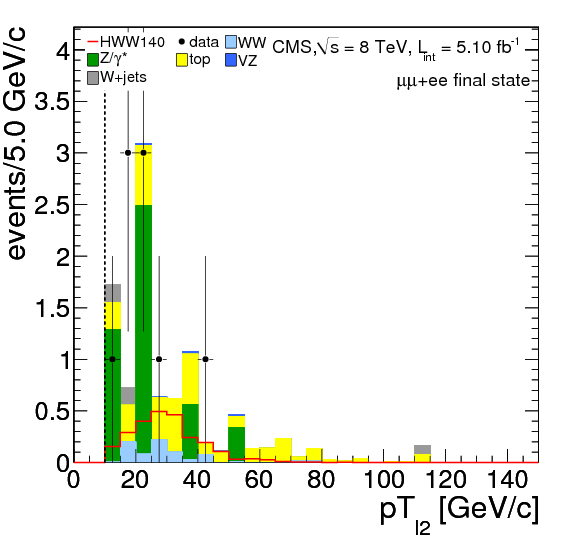 HWW140
data
WW
Z/γ*
top
VZ
W+jets
CMS,√s = 8 TeV, L_int = 5.10 fb⁻¹
μμ+ee final state
events/5.0 GeV/c
4
3.5
3
2.5
2
1.5
1
0.5
0
0 20 40 60 80 100 120 140
pT_l2 [GeV/c]